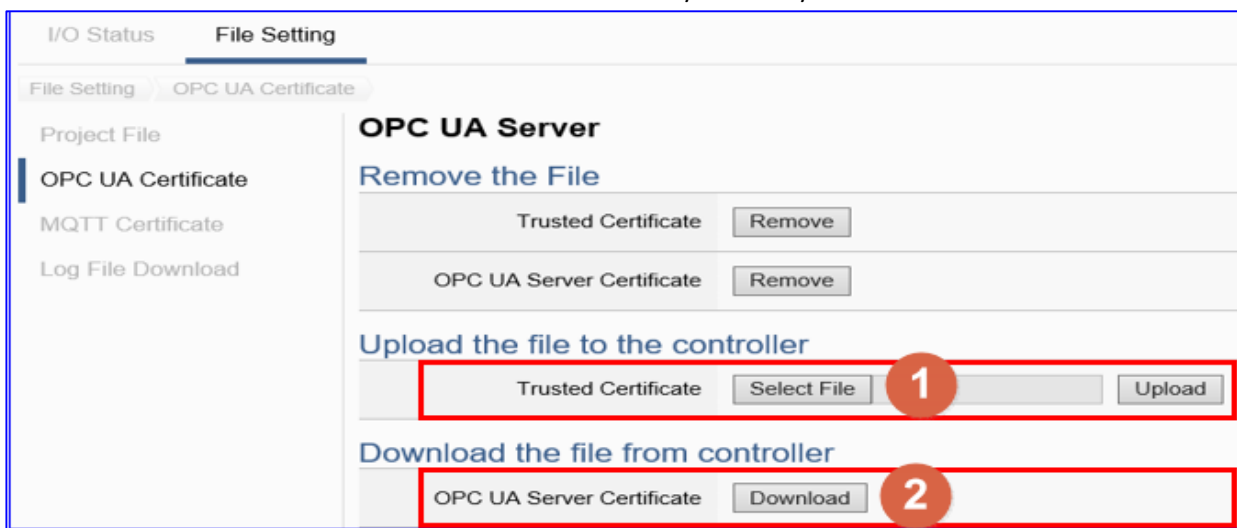 I/O Status File Setting
File Setting OPC UA Certificate
Project File
OPC UA Certificate
MQTT Certificate
Log File Download
OPC UA Server
Remove the File
Trusted Certificate Remove
OPC UA Server Certificate Remove
Upload the file to the controller
Trusted Certificate Select File 1 Upload
Download the file from controller
OPC UA Server Certificate Download 2